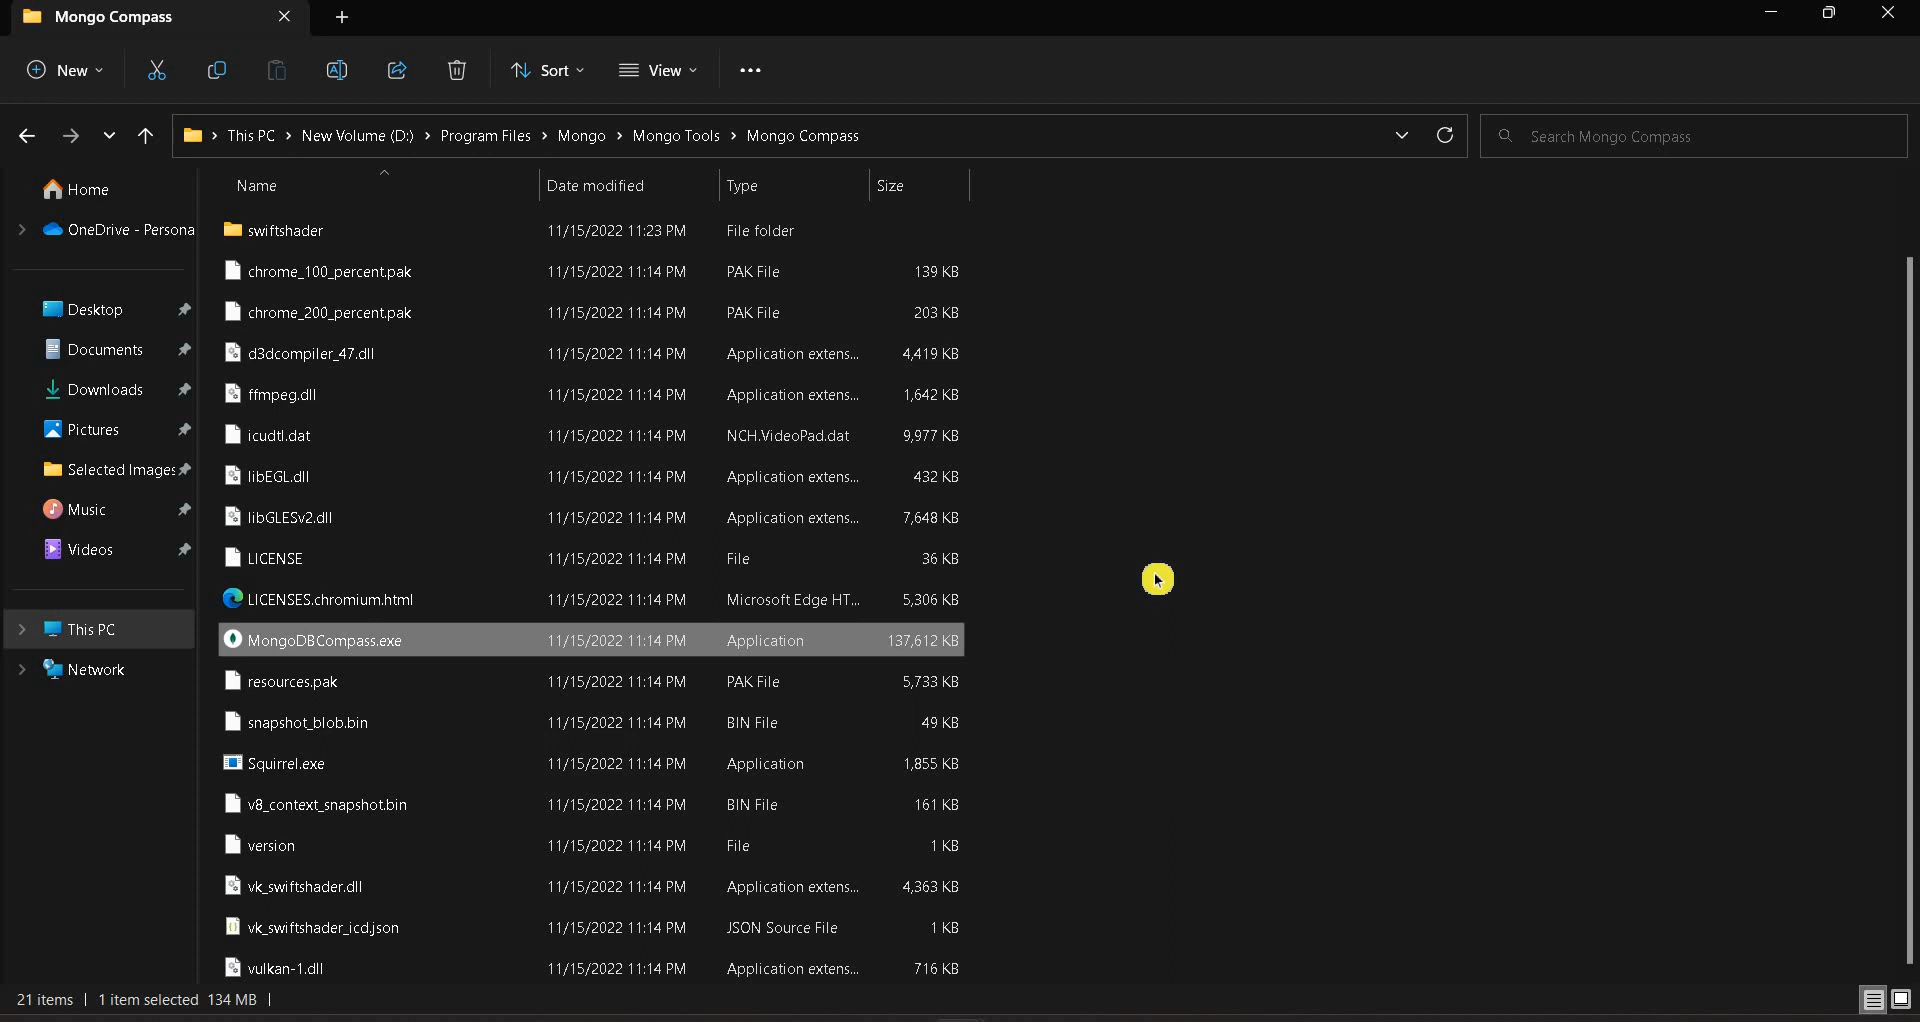 Mongo Compass
New
Sort
View
This PC > New Volume (D:) > Program Files > Mongo > Mongo Tools > Mongo Compass
Search Mongo Compass
Home
OneDrive - Persona
Desktop
Documents
Downloads
Pictures
Selected Images
Music
Videos
This PC
Network
Name Date modified Type Size
swiftshader 11/15/2022 11:23 PM File folder
chrome_100_percent.pak 11/15/2022 11:14 PM PAK File 139 KB
chrome_200_percent.pak 11/15/2022 11:14 PM PAK File 203 KB
d3dcompiler_47.dll 11/15/2022 11:14 PM Application extens... 4,419 KB
ffmpeg.dll 11/15/2022 11:14 PM Application extens... 1,642 KB
icudtl.dat 11/15/2022 11:14 PM NCH.VideoPad.dat 9,977 KB
libEGL.dll 11/15/2022 11:14 PM Application extens... 432 KB
libGLESv2.dll 11/15/2022 11:14 PM Application extens... 7,648 KB
LICENSE 11/15/2022 11:14 PM File 36 KB
LICENSES.chromium.html 11/15/2022 11:14 PM Microsoft Edge HT... 5,306 KB
MongoDBCompass.exe 11/15/2022 11:14 PM Application 137,612 KB
resources.pak 11/15/2022 11:14 PM PAK File 5,733 KB
snapshot_blob.bin 11/15/2022 11:14 PM BIN File 49 KB
Squirrel.exe 11/15/2022 11:14 PM Application 1,855 KB
v8_context_snapshot.bin 11/15/2022 11:14 PM BIN File 161 KB
version 11/15/2022 11:14 PM File 1 KB
vk_swiftshader.dll 11/15/2022 11:14 PM Application extens... 4,363 KB
vk_swiftshader_icd.json 11/15/2022 11:14 PM JSON Source File 1 KB
vulkan-1.dll 11/15/2022 11:14 PM Application extens... 716 KB
21 items | 1 item selected 134 MB |